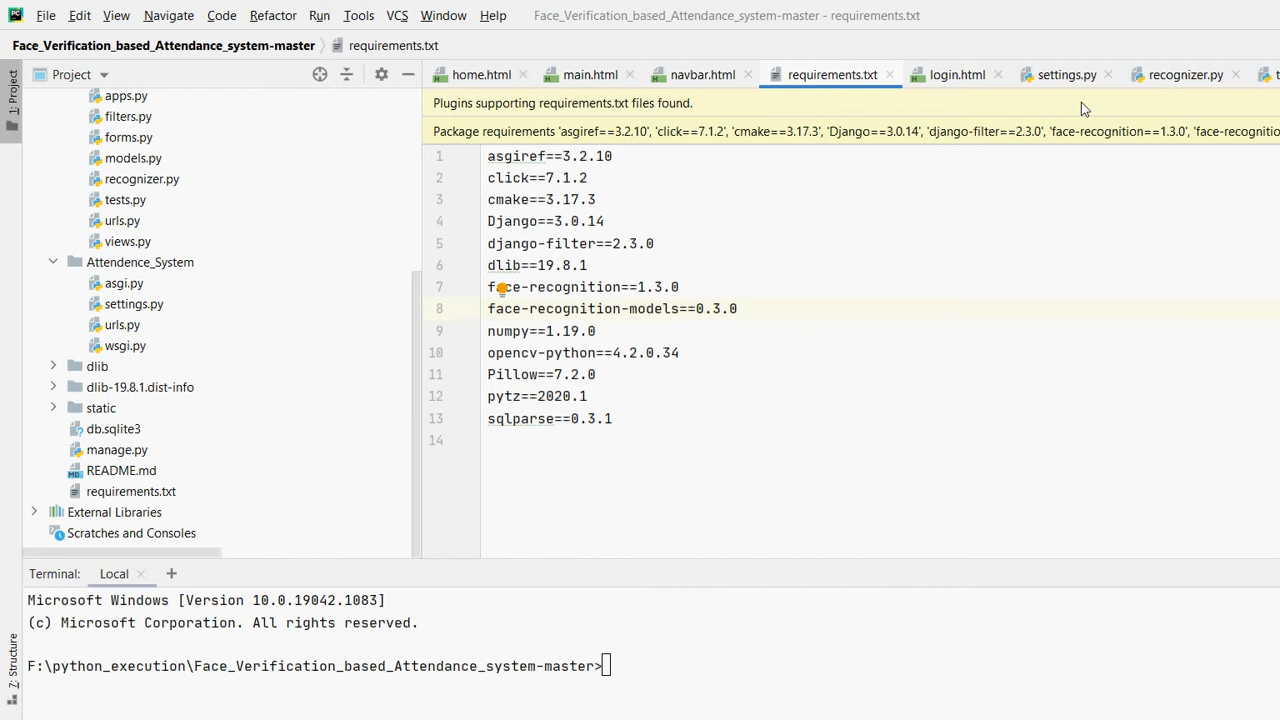 File Edit View Navigate Code Refactor Run Tools VCS Window Help Face_Verification_based_Attendance_system-master - requirements.txt
Face_Verification_based_Attendance_system-master requirements.txt
1: Project
Project
home.html main.html navbar.html requirements.txt login.html settings.py recognizer.py
Plugins supporting requirements.txt files found.
Package requirements 'asgiref==3.2.10', 'click==7.1.2', 'cmake==3.17.3', 'Django==3.0.14', 'django-filter==2.3.0', 'face-recognition==1.3.0', 'face-recognitio
apps.py
filters.py
forms.py
models.py
recognizer.py
tests.py
urls.py
views.py
Attendence_System
asgi.py
settings.py
urls.py
wsgi.py
dlib
dlib-19.8.1.dist-info
static
db.sqlite3
manage.py
README.md
requirements.txt
External Libraries
Scratches and Consoles
1 asgiref==3.2.10
2 click==7.1.2
3 cmake==3.17.3
4 Django==3.0.14
5 django-filter==2.3.0
6 dlib==19.8.1
7 face-recognition==1.3.0
8 face-recognition-models==0.3.0
9 numpy==1.19.0
10 opencv-python==4.2.0.34
11 Pillow==7.2.0
12 pytz==2020.1
13 sqlparse==0.3.1
14
Terminal: Local
Microsoft Windows [Version 10.0.19042.1083]
(c) Microsoft Corporation. All rights reserved.
F:\python_execution\Face_Verification_based_Attendance_system-master>
7: Structure